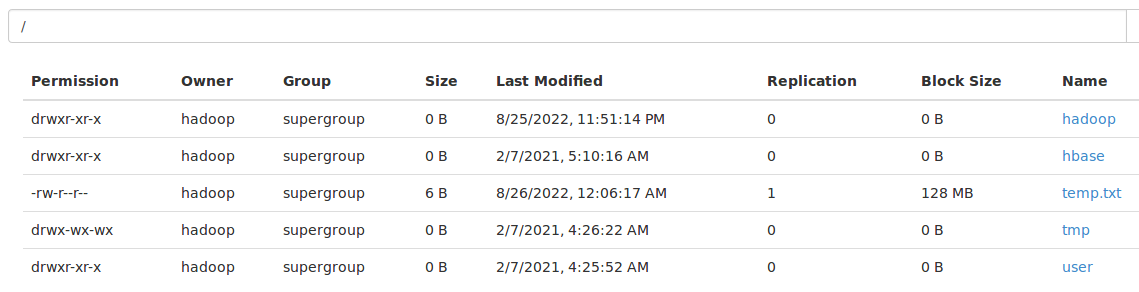 /
Permission Owner Group Size Last Modified Replication Block Size Name
drwxr-xr-x hadoop supergroup 0 B 8/25/2022, 11:51:14 PM 0 0 B hadoop
drwxr-xr-x hadoop supergroup 0 B 2/7/2021, 5:10:16 AM 0 0 B hbase
-rw-r--r-- hadoop supergroup 6 B 8/26/2022, 12:06:17 AM 1 128 MB temp.txt
drwx-wx-wx hadoop supergroup 0 B 2/7/2021, 4:26:22 AM 0 0 B tmp
drwxr-xr-x hadoop supergroup 0 B 2/7/2021, 4:25:52 AM 0 0 B user